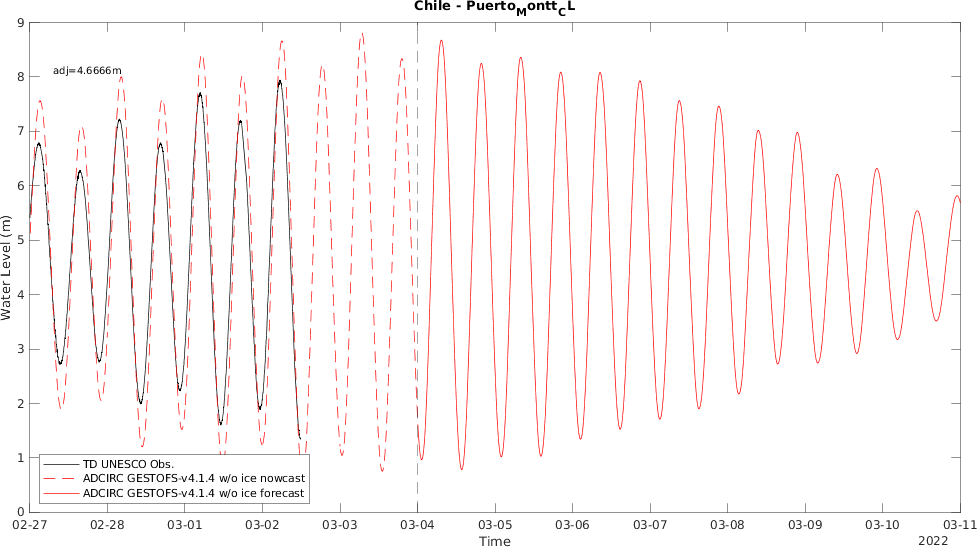 Chile - PuertoMonttCL
9
8
7
6
5
4
3
2
1
0
Water Level (m)
adj=4.6666m
TD UNESCO Obs.
ADCIRC GESTOFS-v4.1.4 w/o ice nowcast
ADCIRC GESTOFS-v4.1.4 w/o ice forecast
02-27 02-28 03-01 03-02 03-03 03-04 03-05 03-06 03-07 03-08 03-09 03-10 03-11
Time
2022